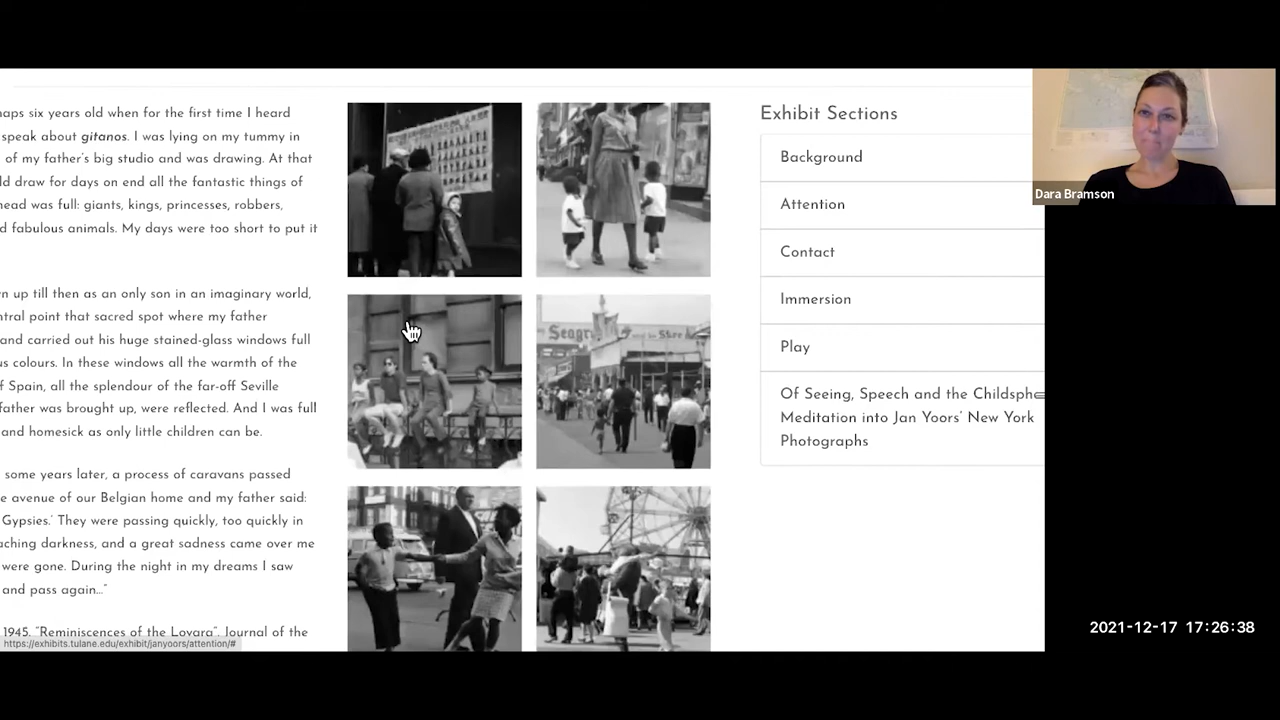 haps six years old when for the first time I heard
speak about gitanos. I was lying on my tummy in
of my father's big studio and was drawing. At that
ld draw for days on end all the fantastic things of
head was full: giants, kings, princesses, robbers,
d fabulous animals. My days were too short to put it
n up till then as an only son in an imaginary world,
ntral point that sacred spot where my father
and carried out his huge stained-glass windows full
us colours. In these windows all the warmth of the
f Spain, all the splendour of the far-off Seville
father was brought up, were reflected. And I was full
and homesick as only little children can be.
some years later, a process of caravans passed
e avenue of our Belgian home and my father said:
Gypsies.' They were passing quickly, too quickly in
aching darkness, and a great sadness came over me
were gone. During the night in my dreams I saw
and pass again…"
1945. "Reminiscences of the Lovara". Journal of the
https://exhibits.tulane.edu/exhibit/janyoors/attention/#
Seagr
Exhibit Sections
Background
Attention
Contact
Immersion
Play
Of Seeing, Speech and the Childsphe
Meditation into Jan Yoors' New York
Photographs
Dara Bramson
2021-12-17 17:26:38